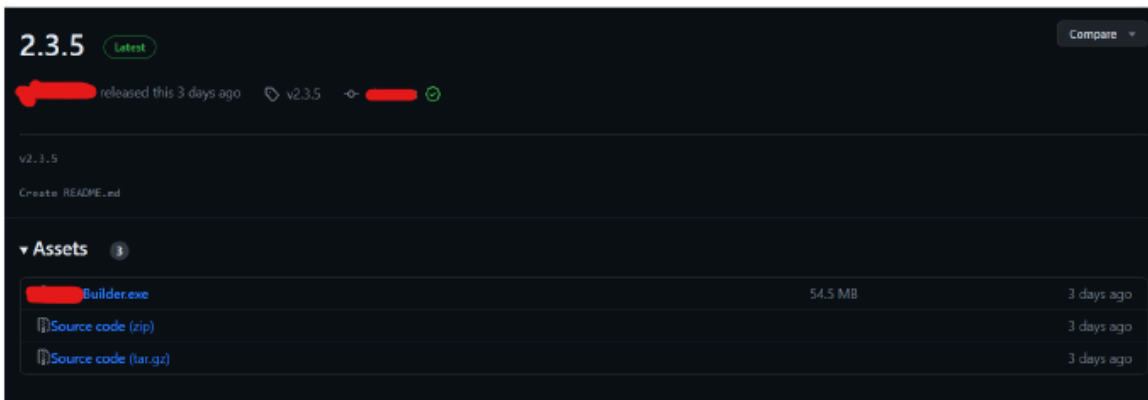 2.3.5 Latest
Compare
released this 3 days ago v2.3.5
v2.3.5
Create README.md
Assets 3
Builder.exe 54.5 MB 3 days ago
Source code (zip) 3 days ago
Source code (tar.gz) 3 days ago